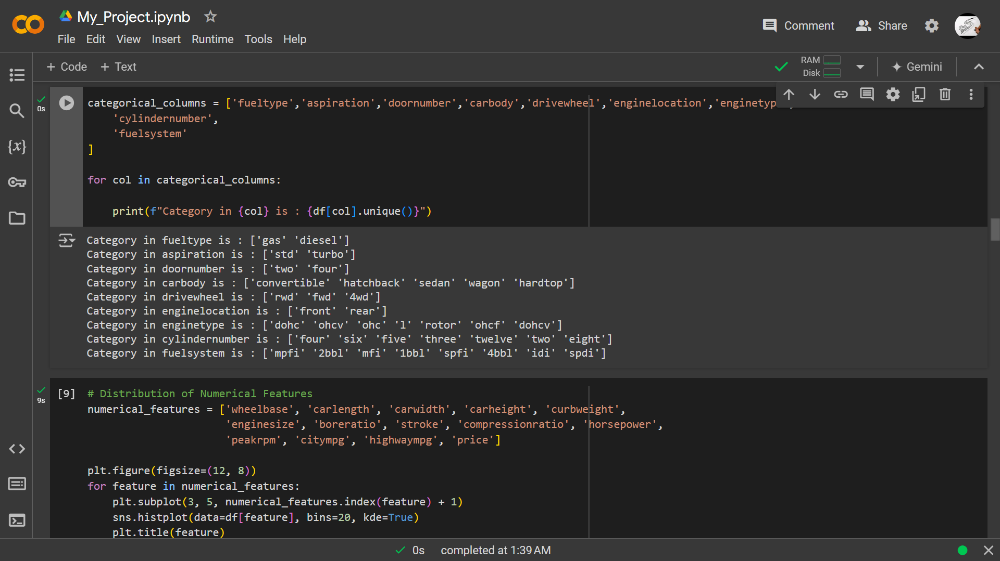 My_Project.ipynb
File Edit View Insert Runtime Tools Help
Comment
Share
+ Code + Text
RAM
Disk
Gemini
0s
categorical_columns = ['fueltype','aspiration','doornumber','carbody','drivewheel','enginelocation','enginetyp
    'cylindernumber',
    'fuelsystem'
]
for col in categorical_columns:
    print(f"Category in {col} is : {df[col].unique()}")
Category in fueltype is : ['gas' 'diesel']
Category in aspiration is : ['std' 'turbo']
Category in doornumber is : ['two' 'four']
Category in carbody is : ['convertible' 'hatchback' 'sedan' 'wagon' 'hardtop']
Category in drivewheel is : ['rwd' 'fwd' '4wd']
Category in enginelocation is : ['front' 'rear']
Category in enginetype is : ['dohc' 'ohcv' 'ohc' 'l' 'rotor' 'ohcf' 'dohcv']
Category in cylindernumber is : ['four' 'six' 'five' 'three' 'twelve' 'two' 'eight']
Category in fuelsystem is : ['mpfi' '2bbl' 'mfi' '1bbl' 'spfi' '4bbl' 'idi' 'spdi']
9s
[9] # Distribution of Numerical Features
numerical_features = ['wheelbase', 'carlength', 'carwidth', 'carheight', 'curbweight',
                      'enginesize', 'boreratio', 'stroke', 'compressionratio', 'horsepower',
                      'peakrpm', 'citympg', 'highwaympg', 'price']
plt.figure(figsize=(12, 8))
for feature in numerical_features:
    plt.subplot(3, 5, numerical_features.index(feature) + 1)
    sns.histplot(data=df[feature], bins=20, kde=True)
    plt.title(feature)
0s completed at 1:39 AM